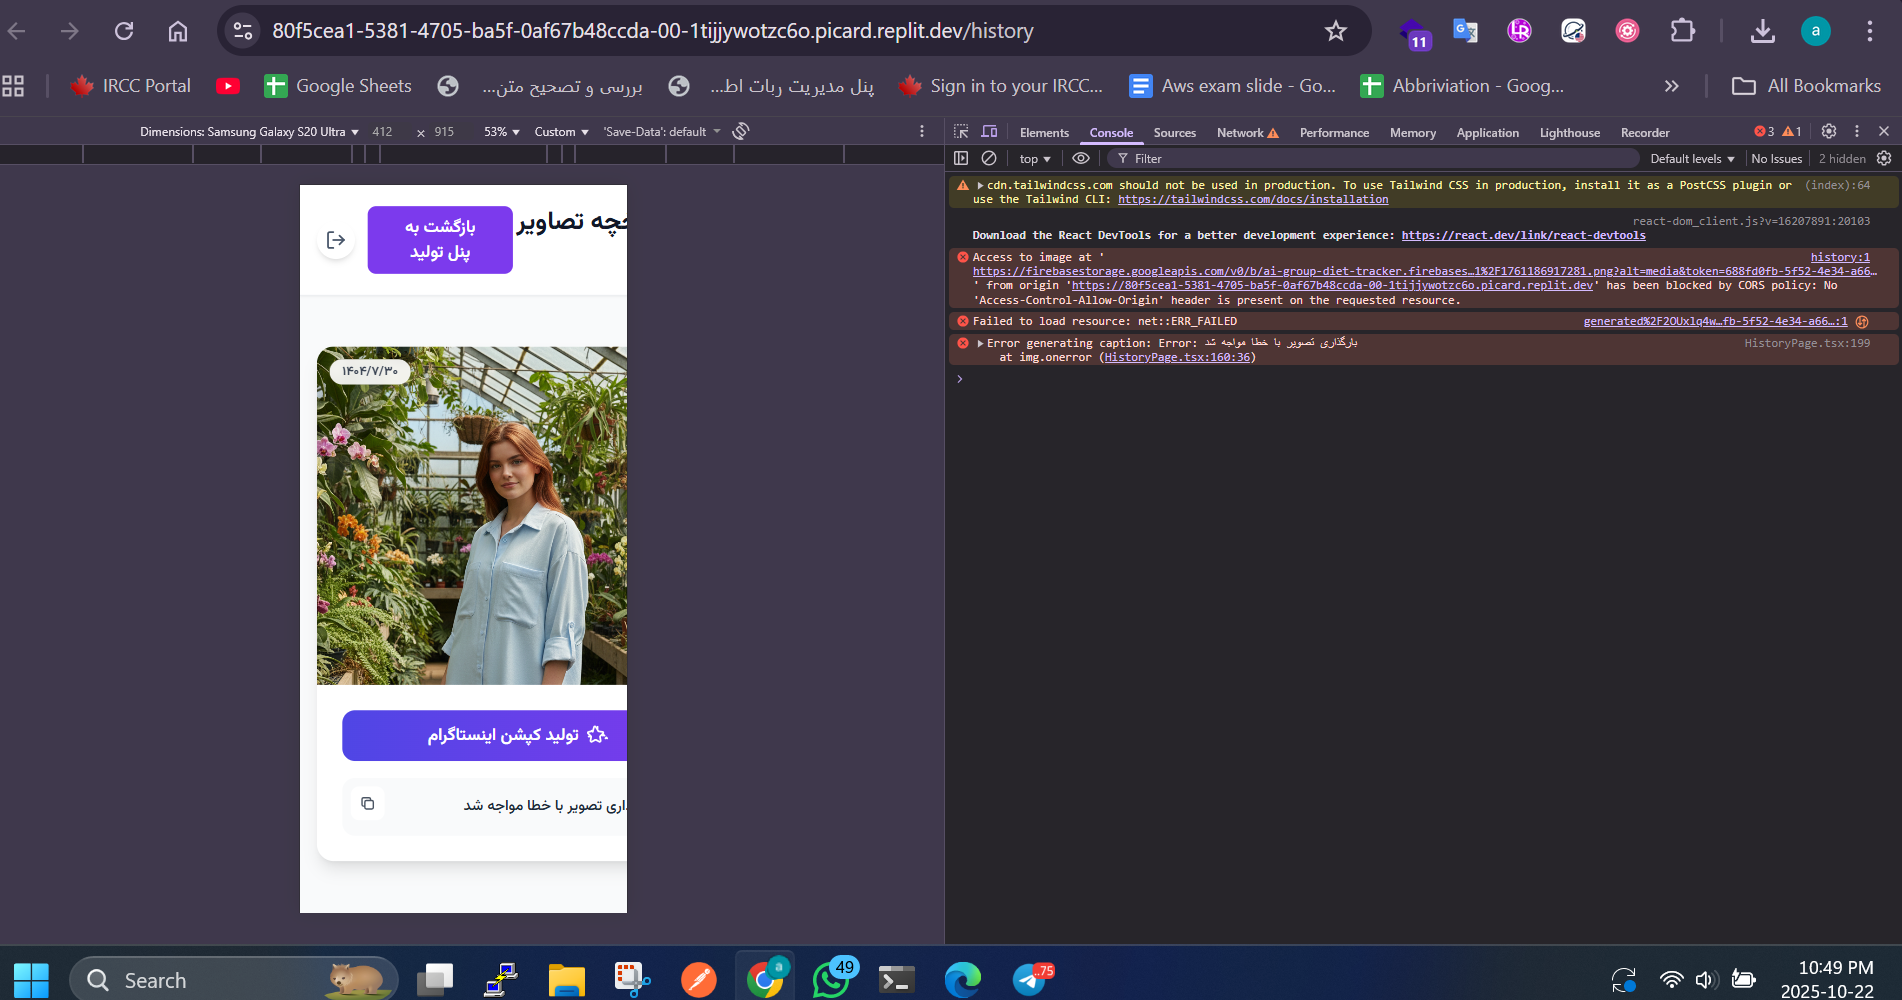 80f5cea1-5381-4705-ba5f-0af67b48ccda-00-1tijjywotzc6o.picard.replit.dev/history
11
a
IRCC Portal
Google Sheets
بررسی و تصحیح متن...
پنل مدیریت ربات اط...
Sign in to your IRCC...
Aws exam slide - Go...
Abbriviation - Goog...
All Bookmarks
Dimensions: Samsung Galaxy S20 Ultra
412 × 915
53%
Custom
'Save-Data': default
Elements
Console
Sources
Network
Performance
Memory
Application
Lighthouse
Recorder
3
1
top
Filter
Default levels
No Issues
2 hidden
cdn.tailwindcss.com should not be used in production. To use Tailwind CSS in production, install it as a PostCSS plugin or (index):64
use the Tailwind CLI: https://tailwindcss.com/docs/installation
react-dom_client.js?v=16207891:20103
Download the React DevTools for a better development experience: https://react.dev/link/react-devtools
Access to image at ' history:1
https://firebasestorage.googleapis.com/v0/b/ai-group-diet-tracker.firebases…1%2F1761186917281.png?alt=media&token=688fd0fb-5f52-4e34-a66…
' from origin 'https://80f5cea1-5381-4705-ba5f-0af67b48ccda-00-1tijjywotzc6o.picard.replit.dev' has been blocked by CORS policy: No
'Access-Control-Allow-Origin' header is present on the requested resource.
Failed to load resource: net::ERR_FAILED generated%2F2OUxlq4w…fb-5f52-4e34-a66…:1
Error generating caption: Error: بارگذاری تصویر با خطا مواجه شد HistoryPage.tsx:199
at img.onerror (HistoryPage.tsx:160:36)
چه تصاویر
بازگشت به
پنل تولید
۱۴۰۴/۷/۳۰
تولید کپشن اینستاگرام
اری تصویر با خطا مواجه شد
Search
a
49
..75
10:49 PM
2025-10-22